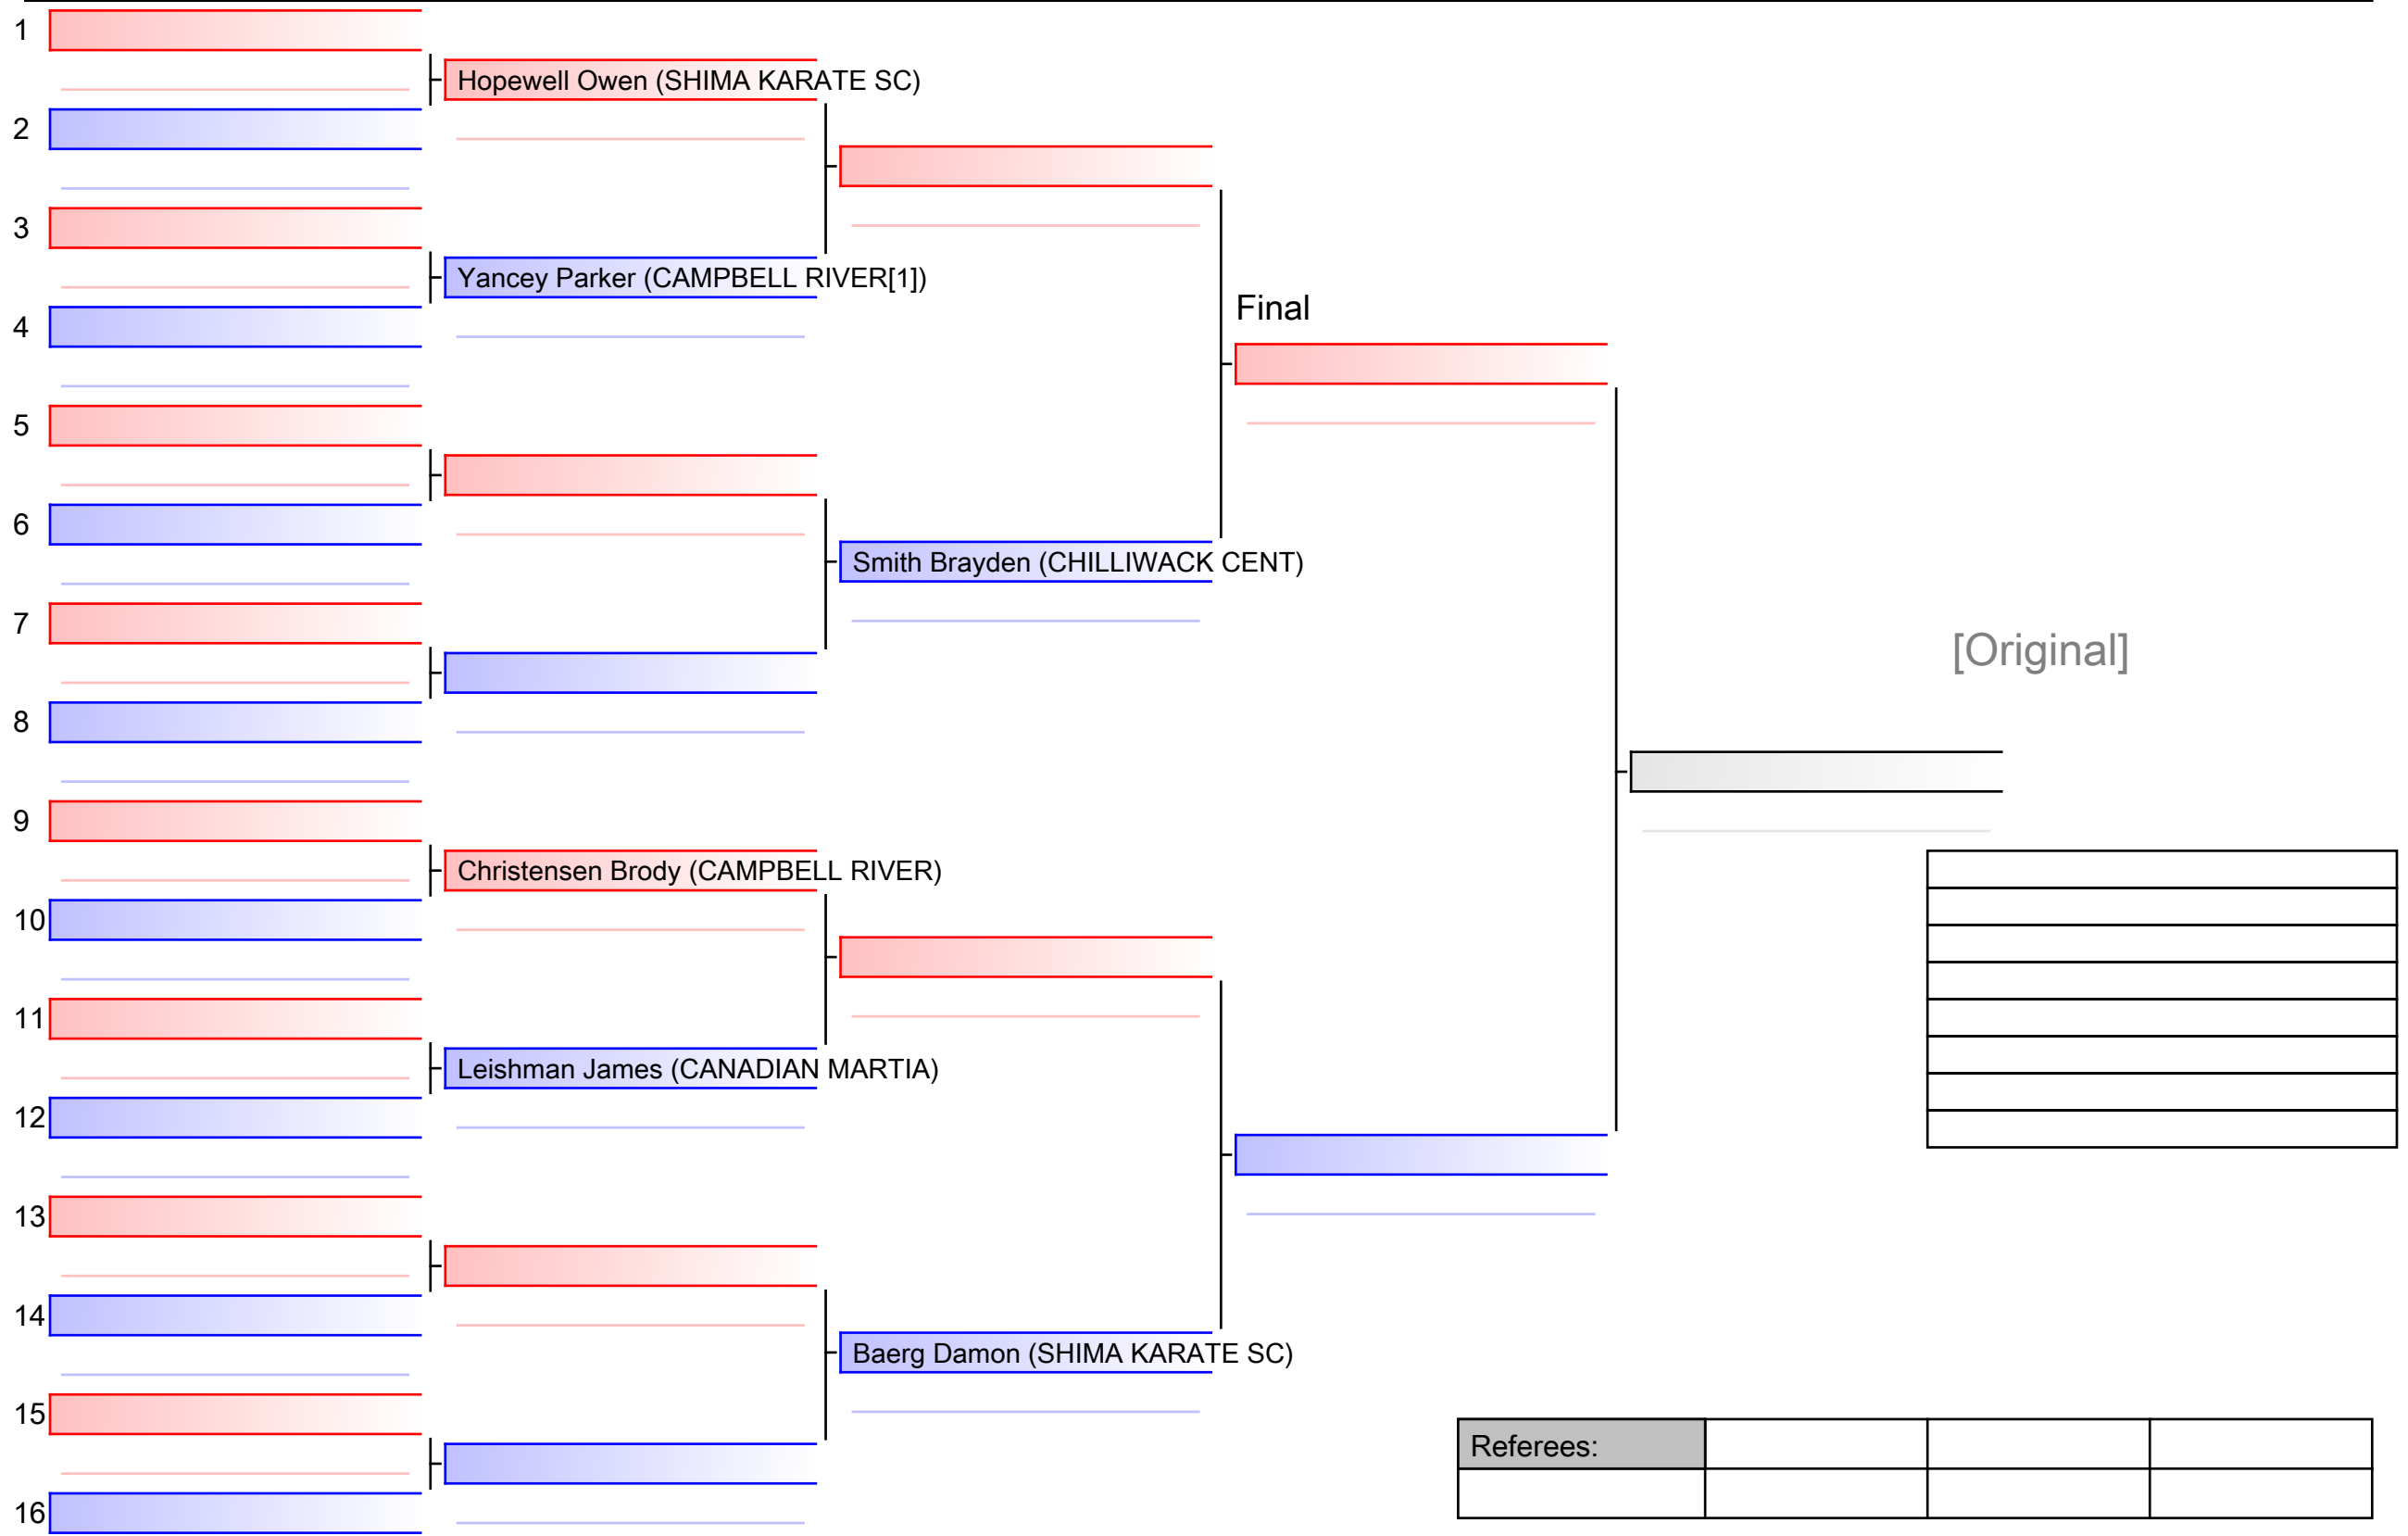 1
Hopewell Owen (SHIMA KARATE SC)
2
3
Yancey Parker (CAMPBELL RIVER[1])
Final
4
5
6
Smith Brayden (CHILLIWACK CENT)
7
[Original]
8
9
Christensen Brody (CAMPBELL RIVER)
10
11
Leishman James (CANADIAN MARTIA)
12
13
14
Baerg Damon (SHIMA KARATE SC)
15
Referees:
16